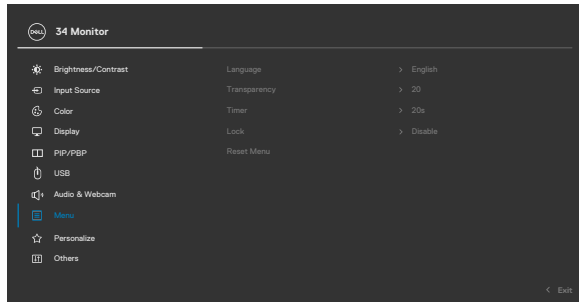 DELL 34 Monitor
Brightness/Contrast Language > English
Input Source Transparency > 20
Color Timer > 20s
Display Lock > Disable
PIP/PBP Reset Menu
USB
Audio & Webcam
Menu
Personalize
Others
< Exit